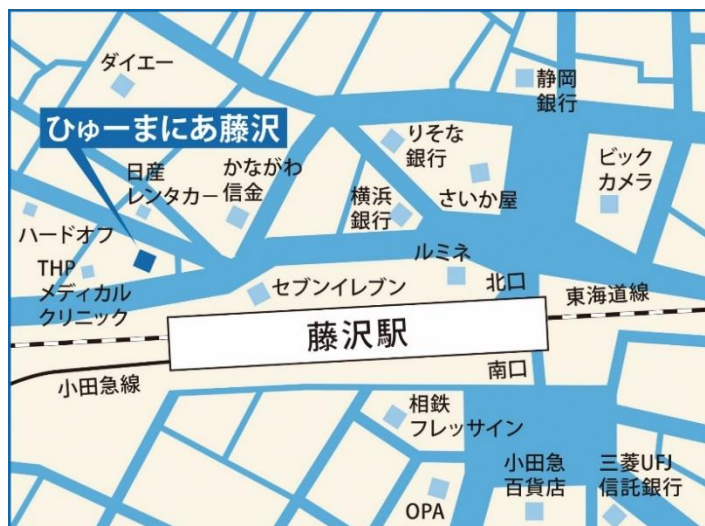 ダイエー
静岡
銀行
ひゅーまにあ藤沢
りそな
銀行
日産
レンタカー
かながわ
信金
ビック
カメラ
さいか屋
横浜
銀行
ハードオフ
ルミネ
THP
メディカル
クリニック
セブンイレブン
北口
東海道線
藤沢駅
小田急線
南口
相鉄
フレッサイン
小田急
百貨店
三菱UFJ
信託銀行
OPA